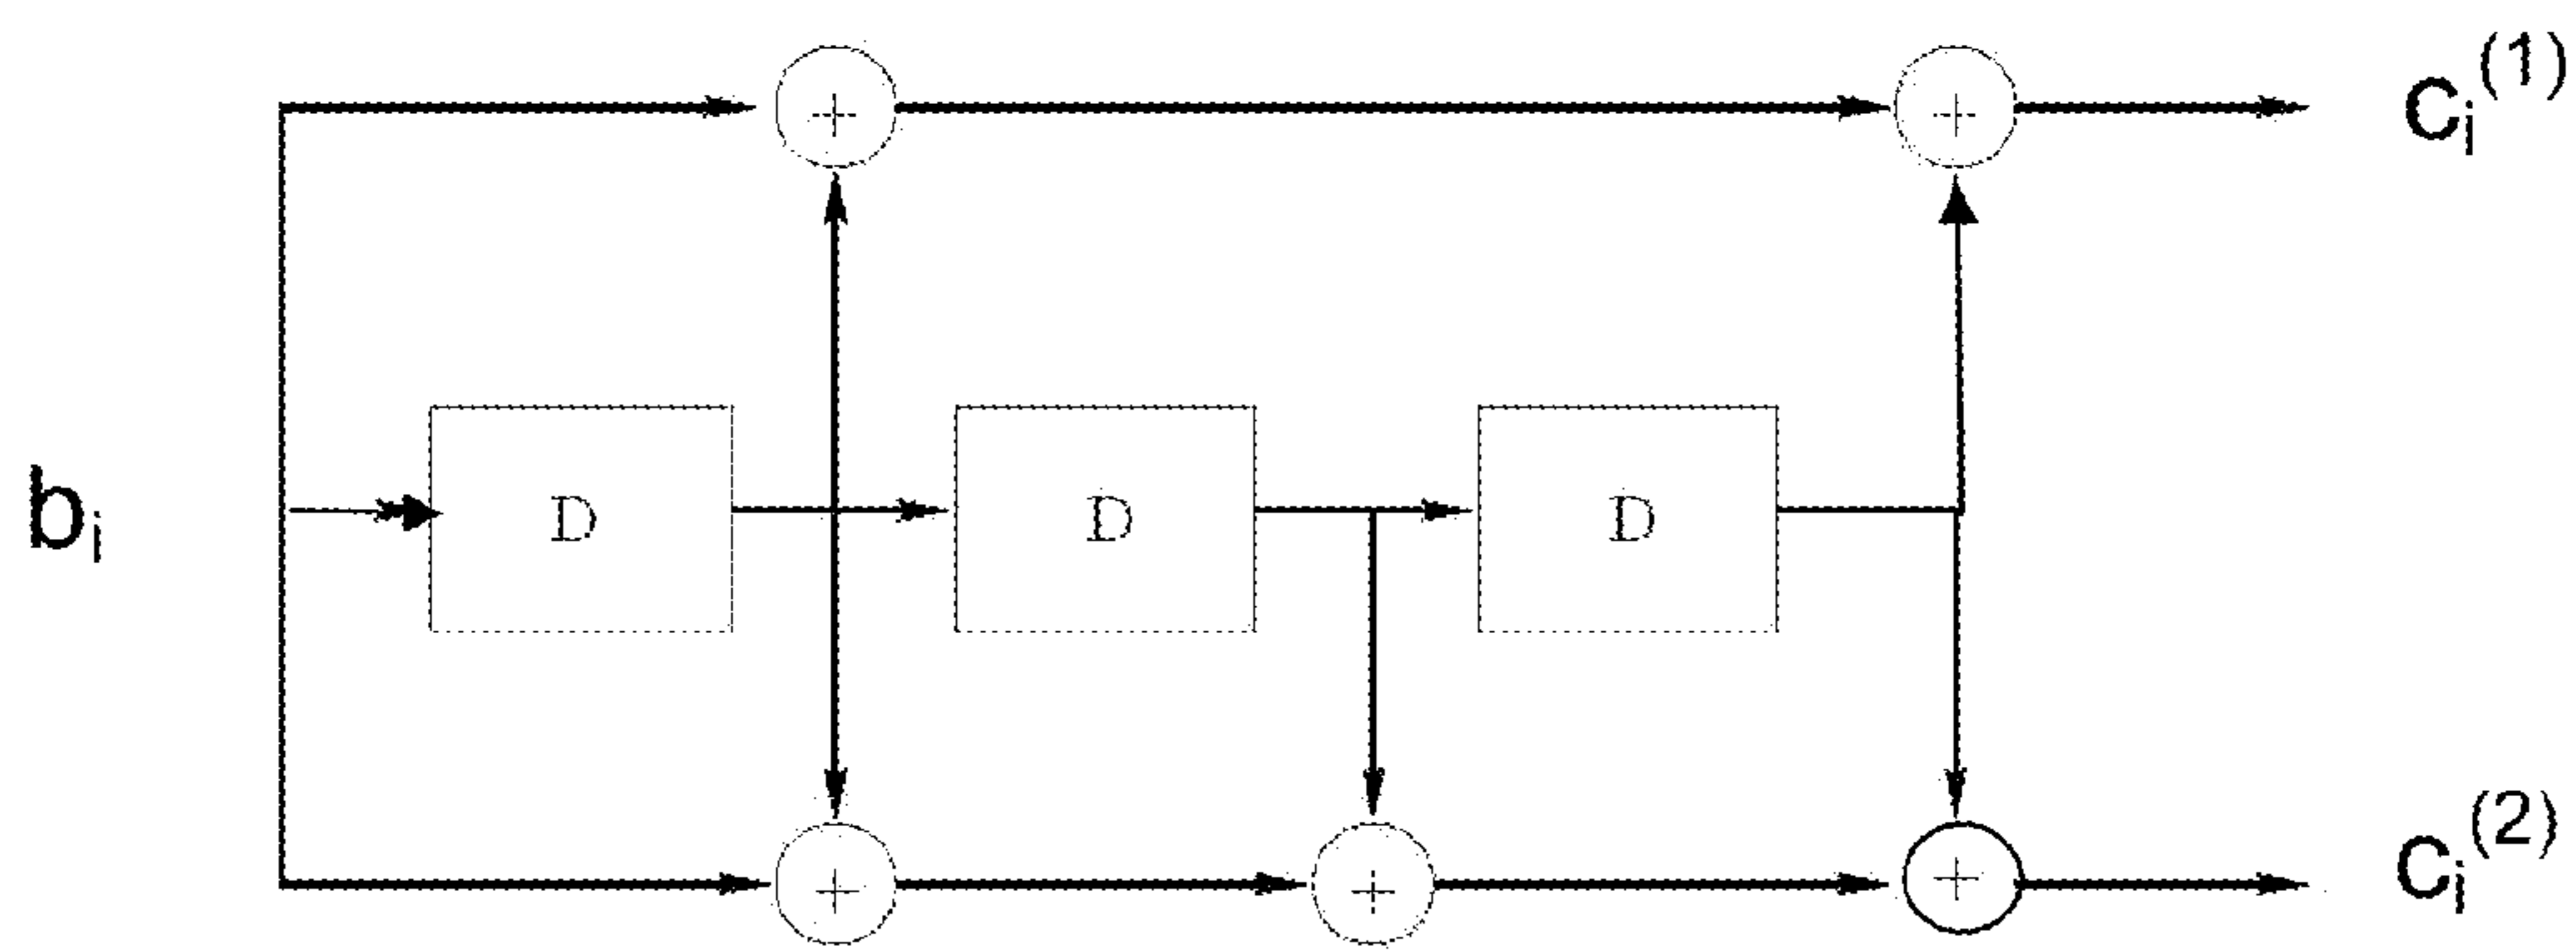 + + c_i^(1)
b_i D D D
+ + + c_i^(2)